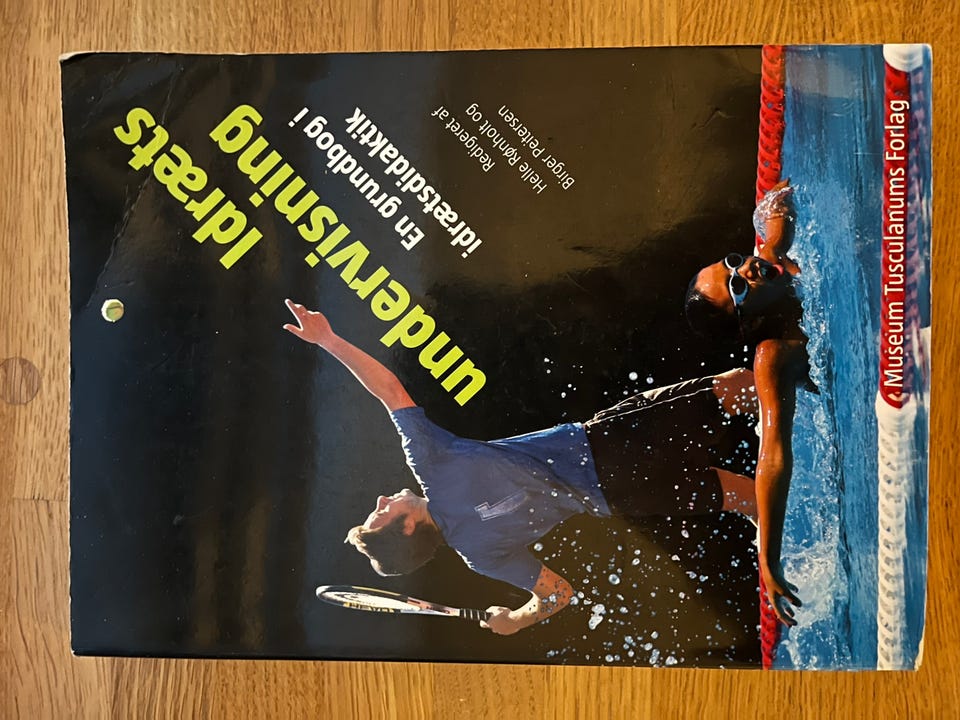 Idræts
undervisning
En grundbog i
idrætsdidaktik
Redigeret af
Helle Rønholt og
Birger Peitersen
Museum Tusculanums Forlag